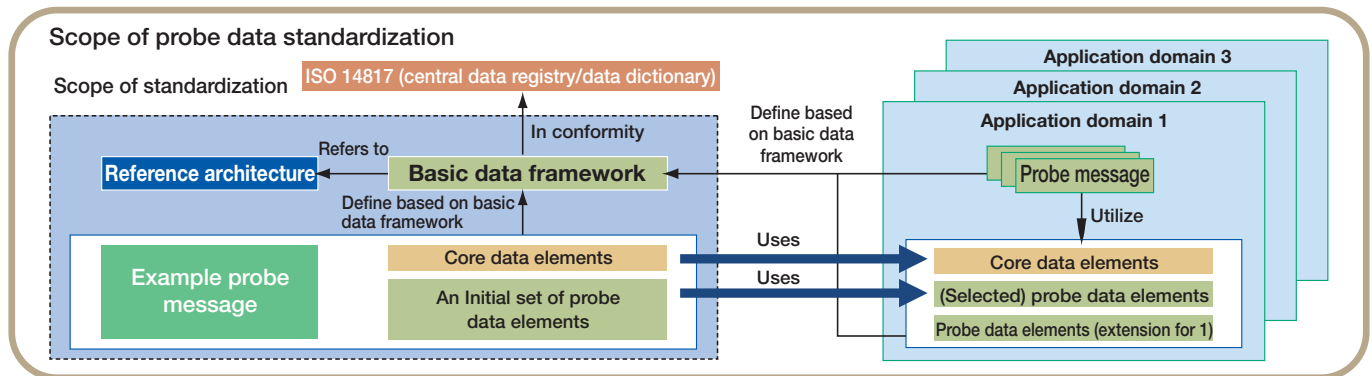 Scope of probe data standardization
Scope of standardization
ISO 14817 (central data registry/data dictionary)
In conformity
Refers to
Reference architecture
Basic data framework
Define based on basic
data framework
Example probe
message
Core data elements
An Initial set of probe
data elements
Define based
on basic data
framework
Uses
Uses
Application domain 3
Application domain 2
Application domain 1
Probe message
Utilize
Core data elements
(Selected) probe data elements
Probe data elements (extension for 1)